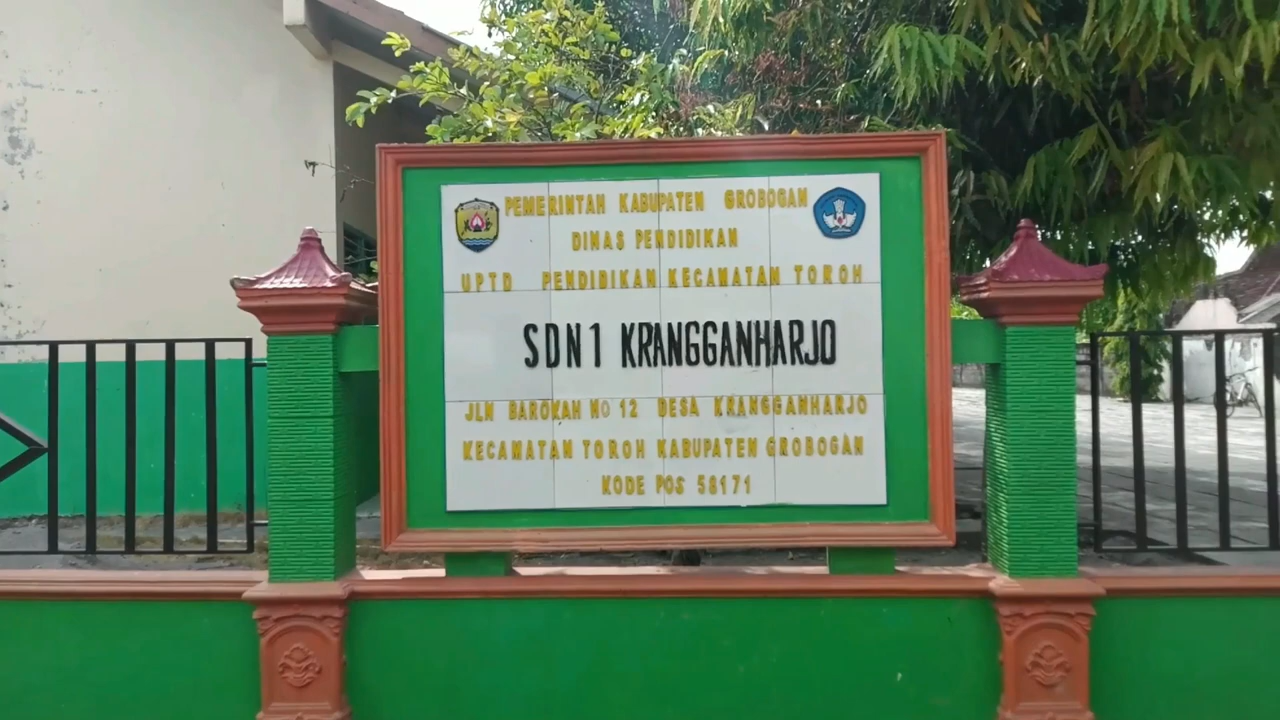 PEMERINTAH KABUPATEN GROBOGAN
DINAS PENDIDIKAN
UPTD PENDIDIKAN KECAMATAN TOROH
SDN 1 KRANGGANHARJO
JLN BAROKAH NO 12 DESA KRANGGANHARJO
KECAMATAN TOROH KABUPATEN GROBOGAN
KODE POS 58171